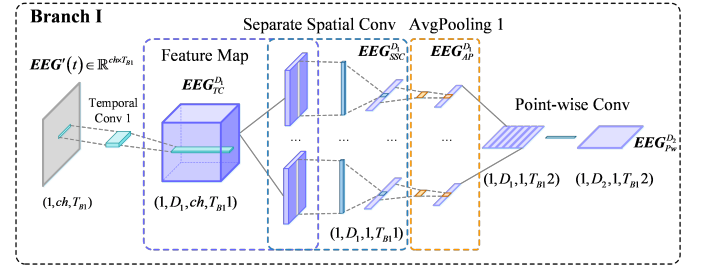 Branch I
Separate Spatial Conv AvgPooling 1
EEG'(t) ∈ ℝ^{ch×T_{B1}}
Feature Map
EEG_{SSC}^{D_1} EEG_{AP}^{D_1}
EEG_{TC}^{D_1}
Temporal
Conv 1
Point-wise Conv
... ... ...
EEG_{Pw}^{D_2}
(1, ch, T_{B1}) (1, D_1, ch, T_{B1}1) (1, D_1, 1, T_{B1}1) (1, D_1, 1, T_{B1}2) (1, D_2, 1, T_{B1}2)